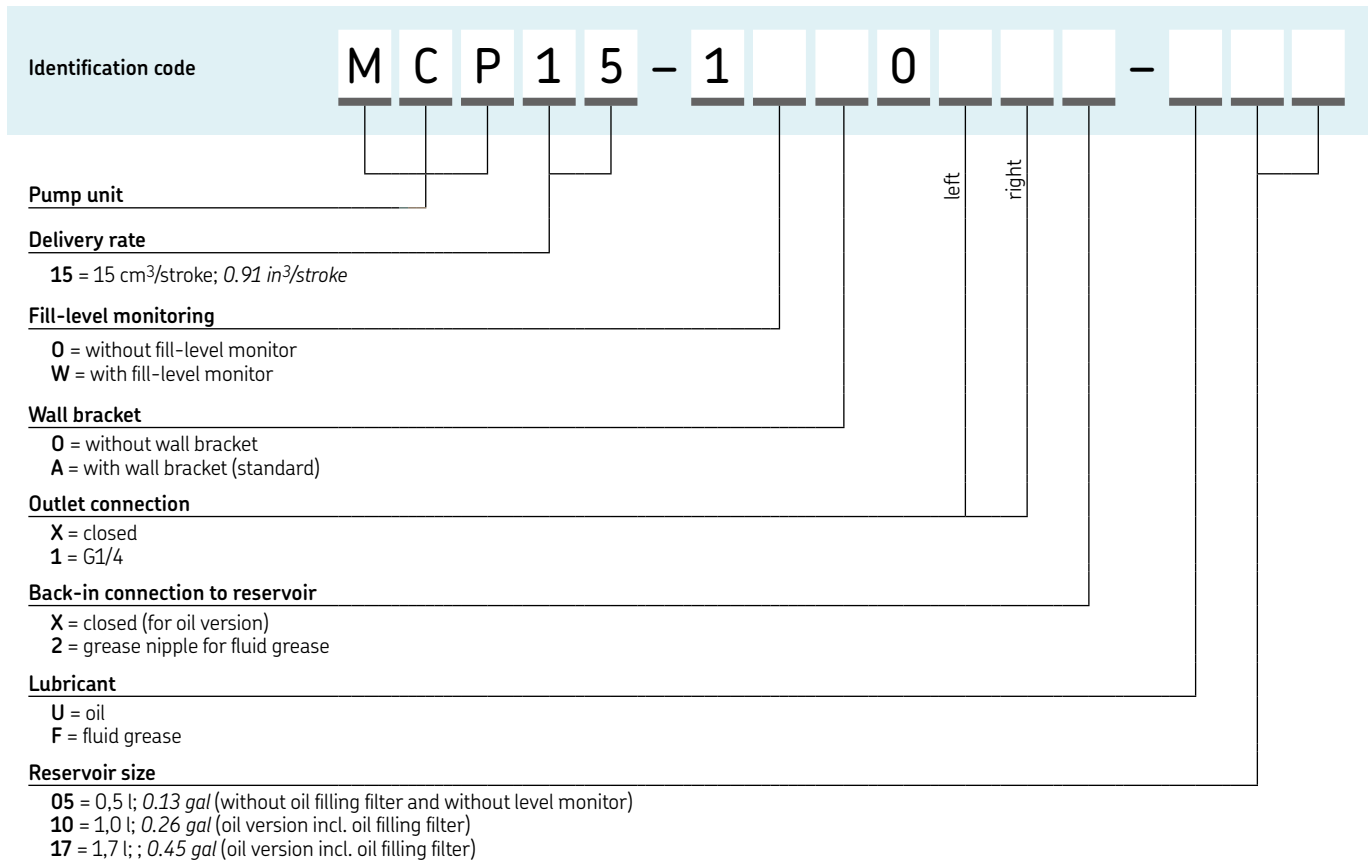 Identification code M C P 1 5 – 1 0 –
left right
Pump unit
Delivery rate
15 = 15 cm³/stroke; 0.91 in³/stroke
Fill-level monitoring
0 = without fill-level monitor
W = with fill-level monitor
Wall bracket
0 = without wall bracket
A = with wall bracket (standard)
Outlet connection
X = closed
1 = G1/4
Back-in connection to reservoir
X = closed (for oil version)
2 = grease nipple for fluid grease
Lubricant
U = oil
F = fluid grease
Reservoir size
05 = 0,5 l; 0.13 gal (without oil filling filter and without level monitor)
10 = 1,0 l; 0.26 gal (oil version incl. oil filling filter)
17 = 1,7 l; ; 0.45 gal (oil version incl. oil filling filter)